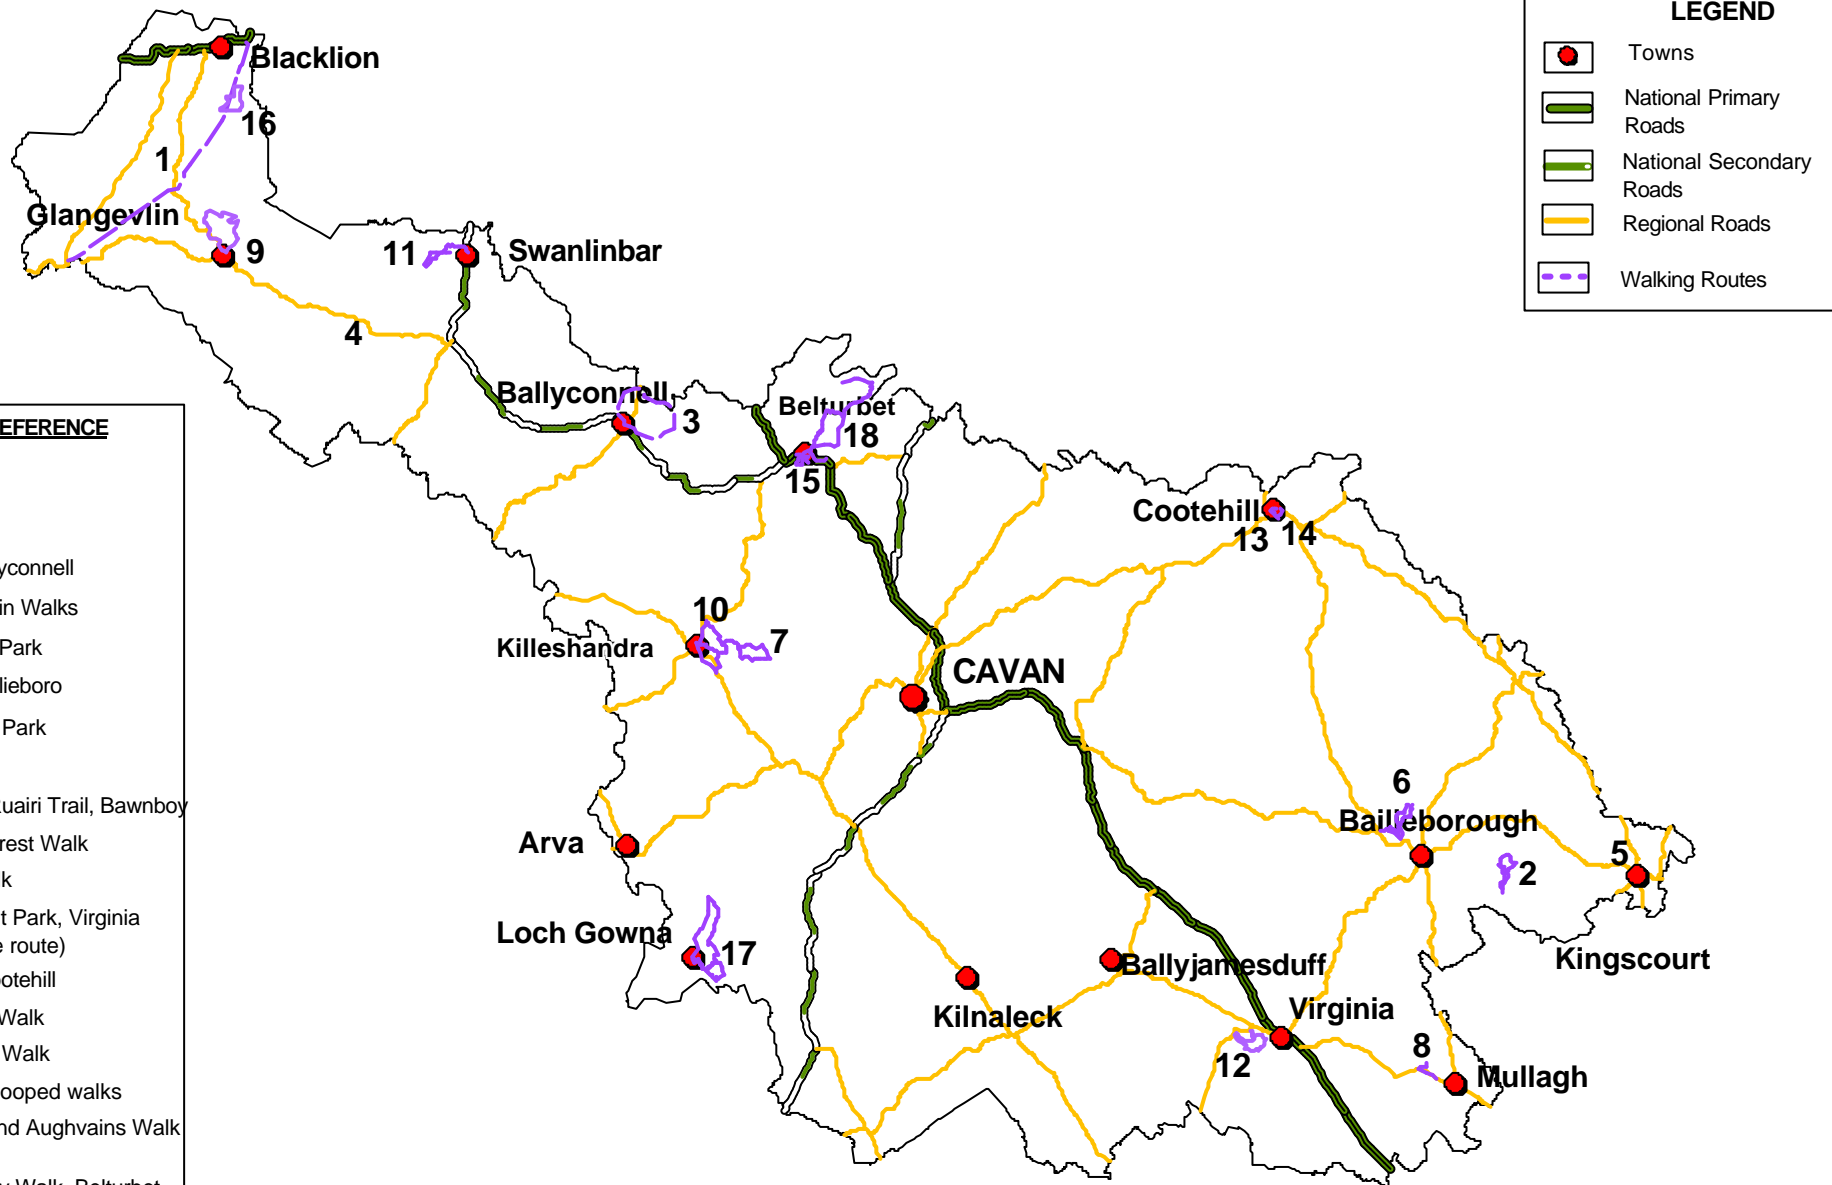 LEGEND
Towns
National Primary
Roads
National Secondary
Roads
Regional Roads
Walking Routes
Blacklion
16
1
Glangevlin
9
11
Swanlinbar
4
Ballyconnell
3
Belturbet
18
15
Cootehill
13
14
10
Killeshandra
7
CAVAN
6
Bailieborough
Arva
5
2
Loch Gowna
17
Kingscourt
Ballyjamesduff
Kilnaleck
Virginia
12
8
Mullagh
EFERENCE
yconnell
in Walks
Park
lieboro
Park
uairi Trail, Bawnboy
rest Walk
k
t Park, Virginia
e route)
otehill
Walk
Walk
ooped walks
nd Aughvains Walk
y Walk, Belturbet